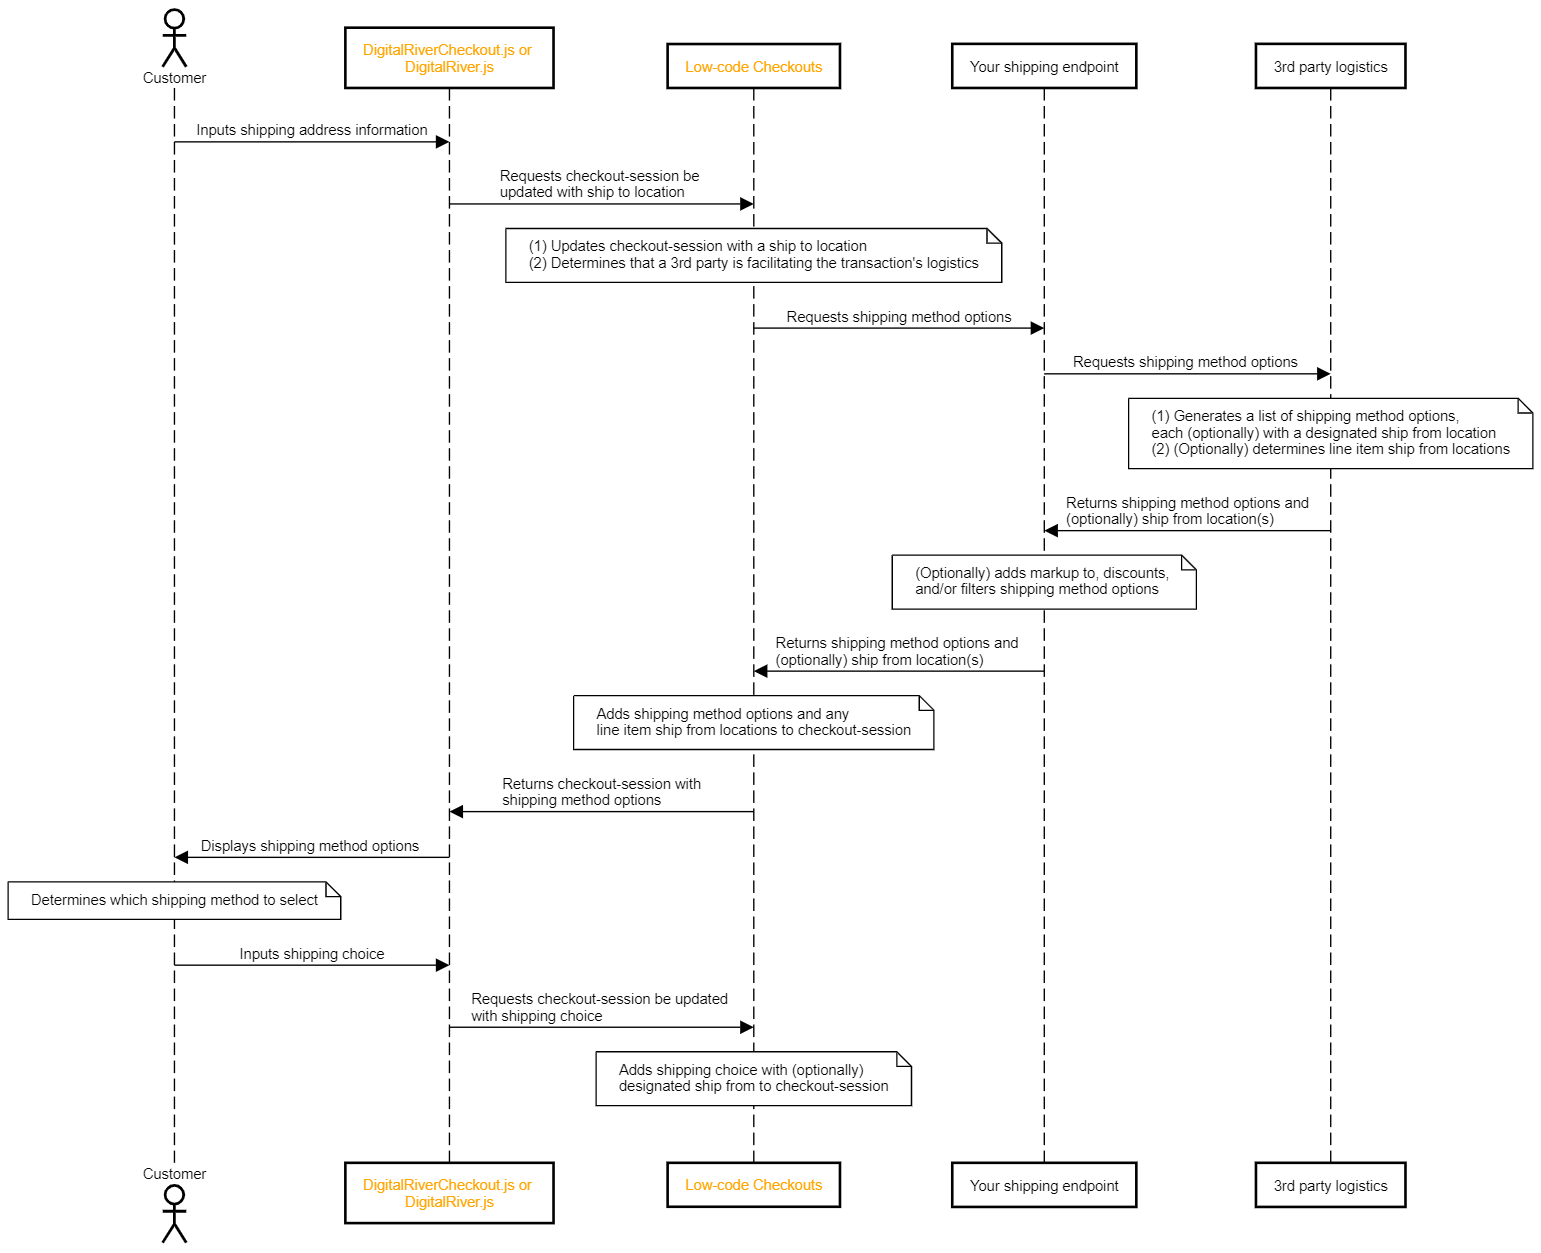 Customer
DigitalRiverCheckout.js or
DigitalRiver.js
Low-code Checkouts
Your shipping endpoint
3rd party logistics
Inputs shipping address information
Requests checkout-session be
updated with ship to location
(1) Updates checkout-session with a ship to location
(2) Determines that a 3rd party is facilitating the transaction's logistics
Requests shipping method options
Requests shipping method options
(1) Generates a list of shipping method options,
each (optionally) with a designated ship from location
(2) (Optionally) determines line item ship from locations
Returns shipping method options and
(optionally) ship from location(s)
(Optionally) adds markup to, discounts,
and/or filters shipping method options
Returns shipping method options and
(optionally) ship from location(s)
Adds shipping method options and any
line item ship from locations to checkout-session
Returns checkout-session with
shipping method options
Displays shipping method options
Determines which shipping method to select
Inputs shipping choice
Requests checkout-session be updated
with shipping choice
Adds shipping choice with (optionally)
designated ship from to checkout-session
Customer
DigitalRiverCheckout.js or
DigitalRiver.js
Low-code Checkouts
Your shipping endpoint
3rd party logistics